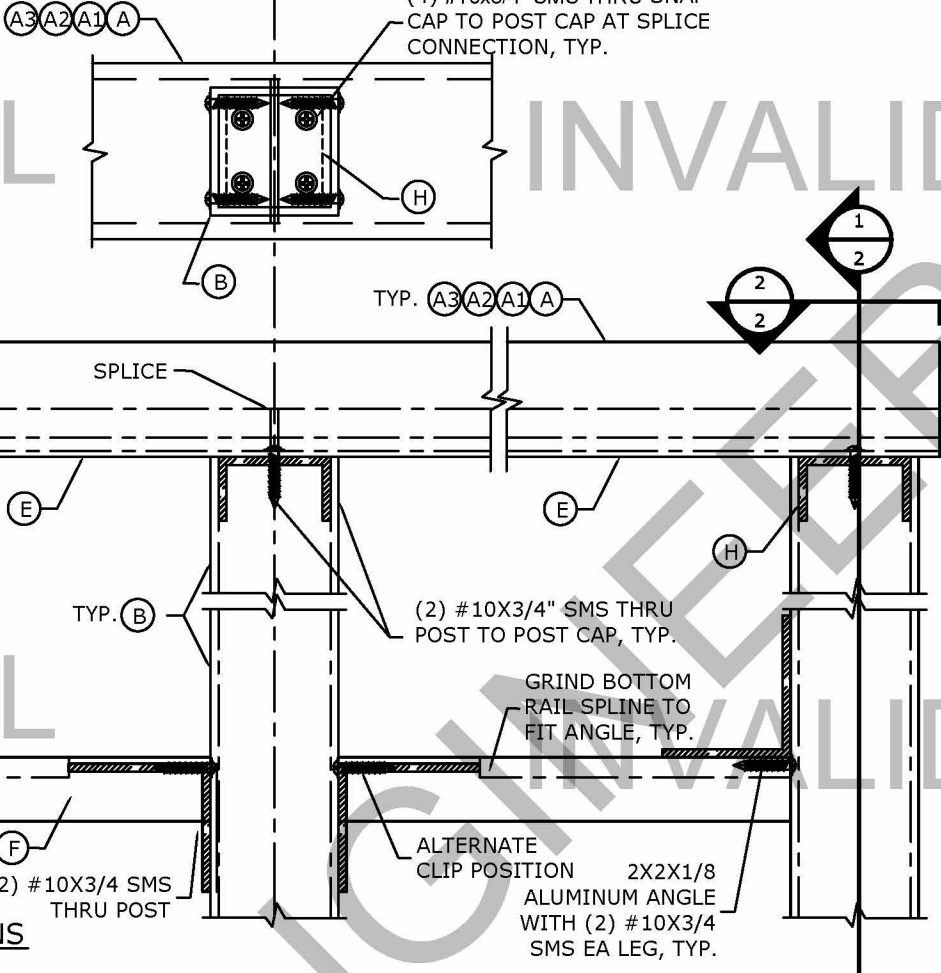 A3 A2 A1 A
CAP TO POST CAP AT SPLICE
CONNECTION, TYP.
L INVALID
H
B
1
2
TYP. A3 A2 A1 A
2
2
SPLICE
E
E
H
TYP. B
(2) #10X3/4" SMS THRU
POST TO POST CAP, TYP.
GRIND BOTTOM
RAIL SPLINE TO
FIT ANGLE, TYP.
L INVALID
F
2) #10X3/4 SMS
THRU POST
ALTERNATE
CLIP POSITION
2X2X1/8
ALUMINUM ANGLE
WITH (2) #10X3/4
SMS EA LEG, TYP.
NS
GINEER